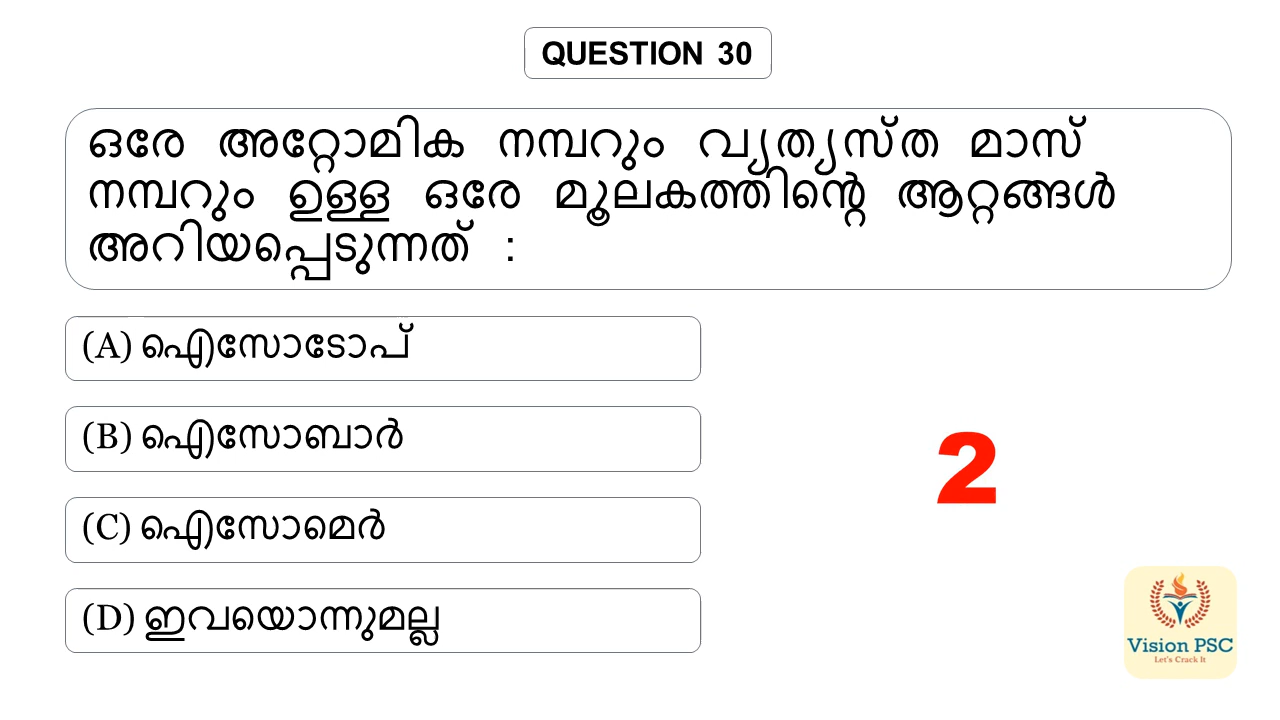 QUESTION 30
ഒരേ അറ്റോമിക നമ്പറും വ്യത്യസ്ത മാസ്
നമ്പറും ഉള്ള ഒരേ മൂലകത്തിന്റെ ആറ്റങ്ങൾ
അറിയപ്പെടുന്നത് :
(A) ഐസോടോപ്
(B) ഐസോബാർ
(C) ഐസോമെർ
(D) ഇവയൊന്നുമല്ല
2
Vision PSC
Let's Crack It